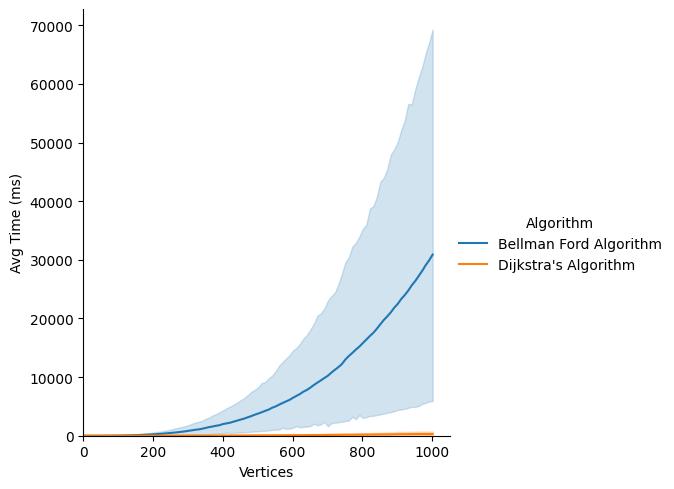 70000
60000
50000
40000
30000
20000
10000
0
Avg Time (ms)
0 200 400 600 800 1000
Vertices
Algorithm
Bellman Ford Algorithm
Dijkstra's Algorithm